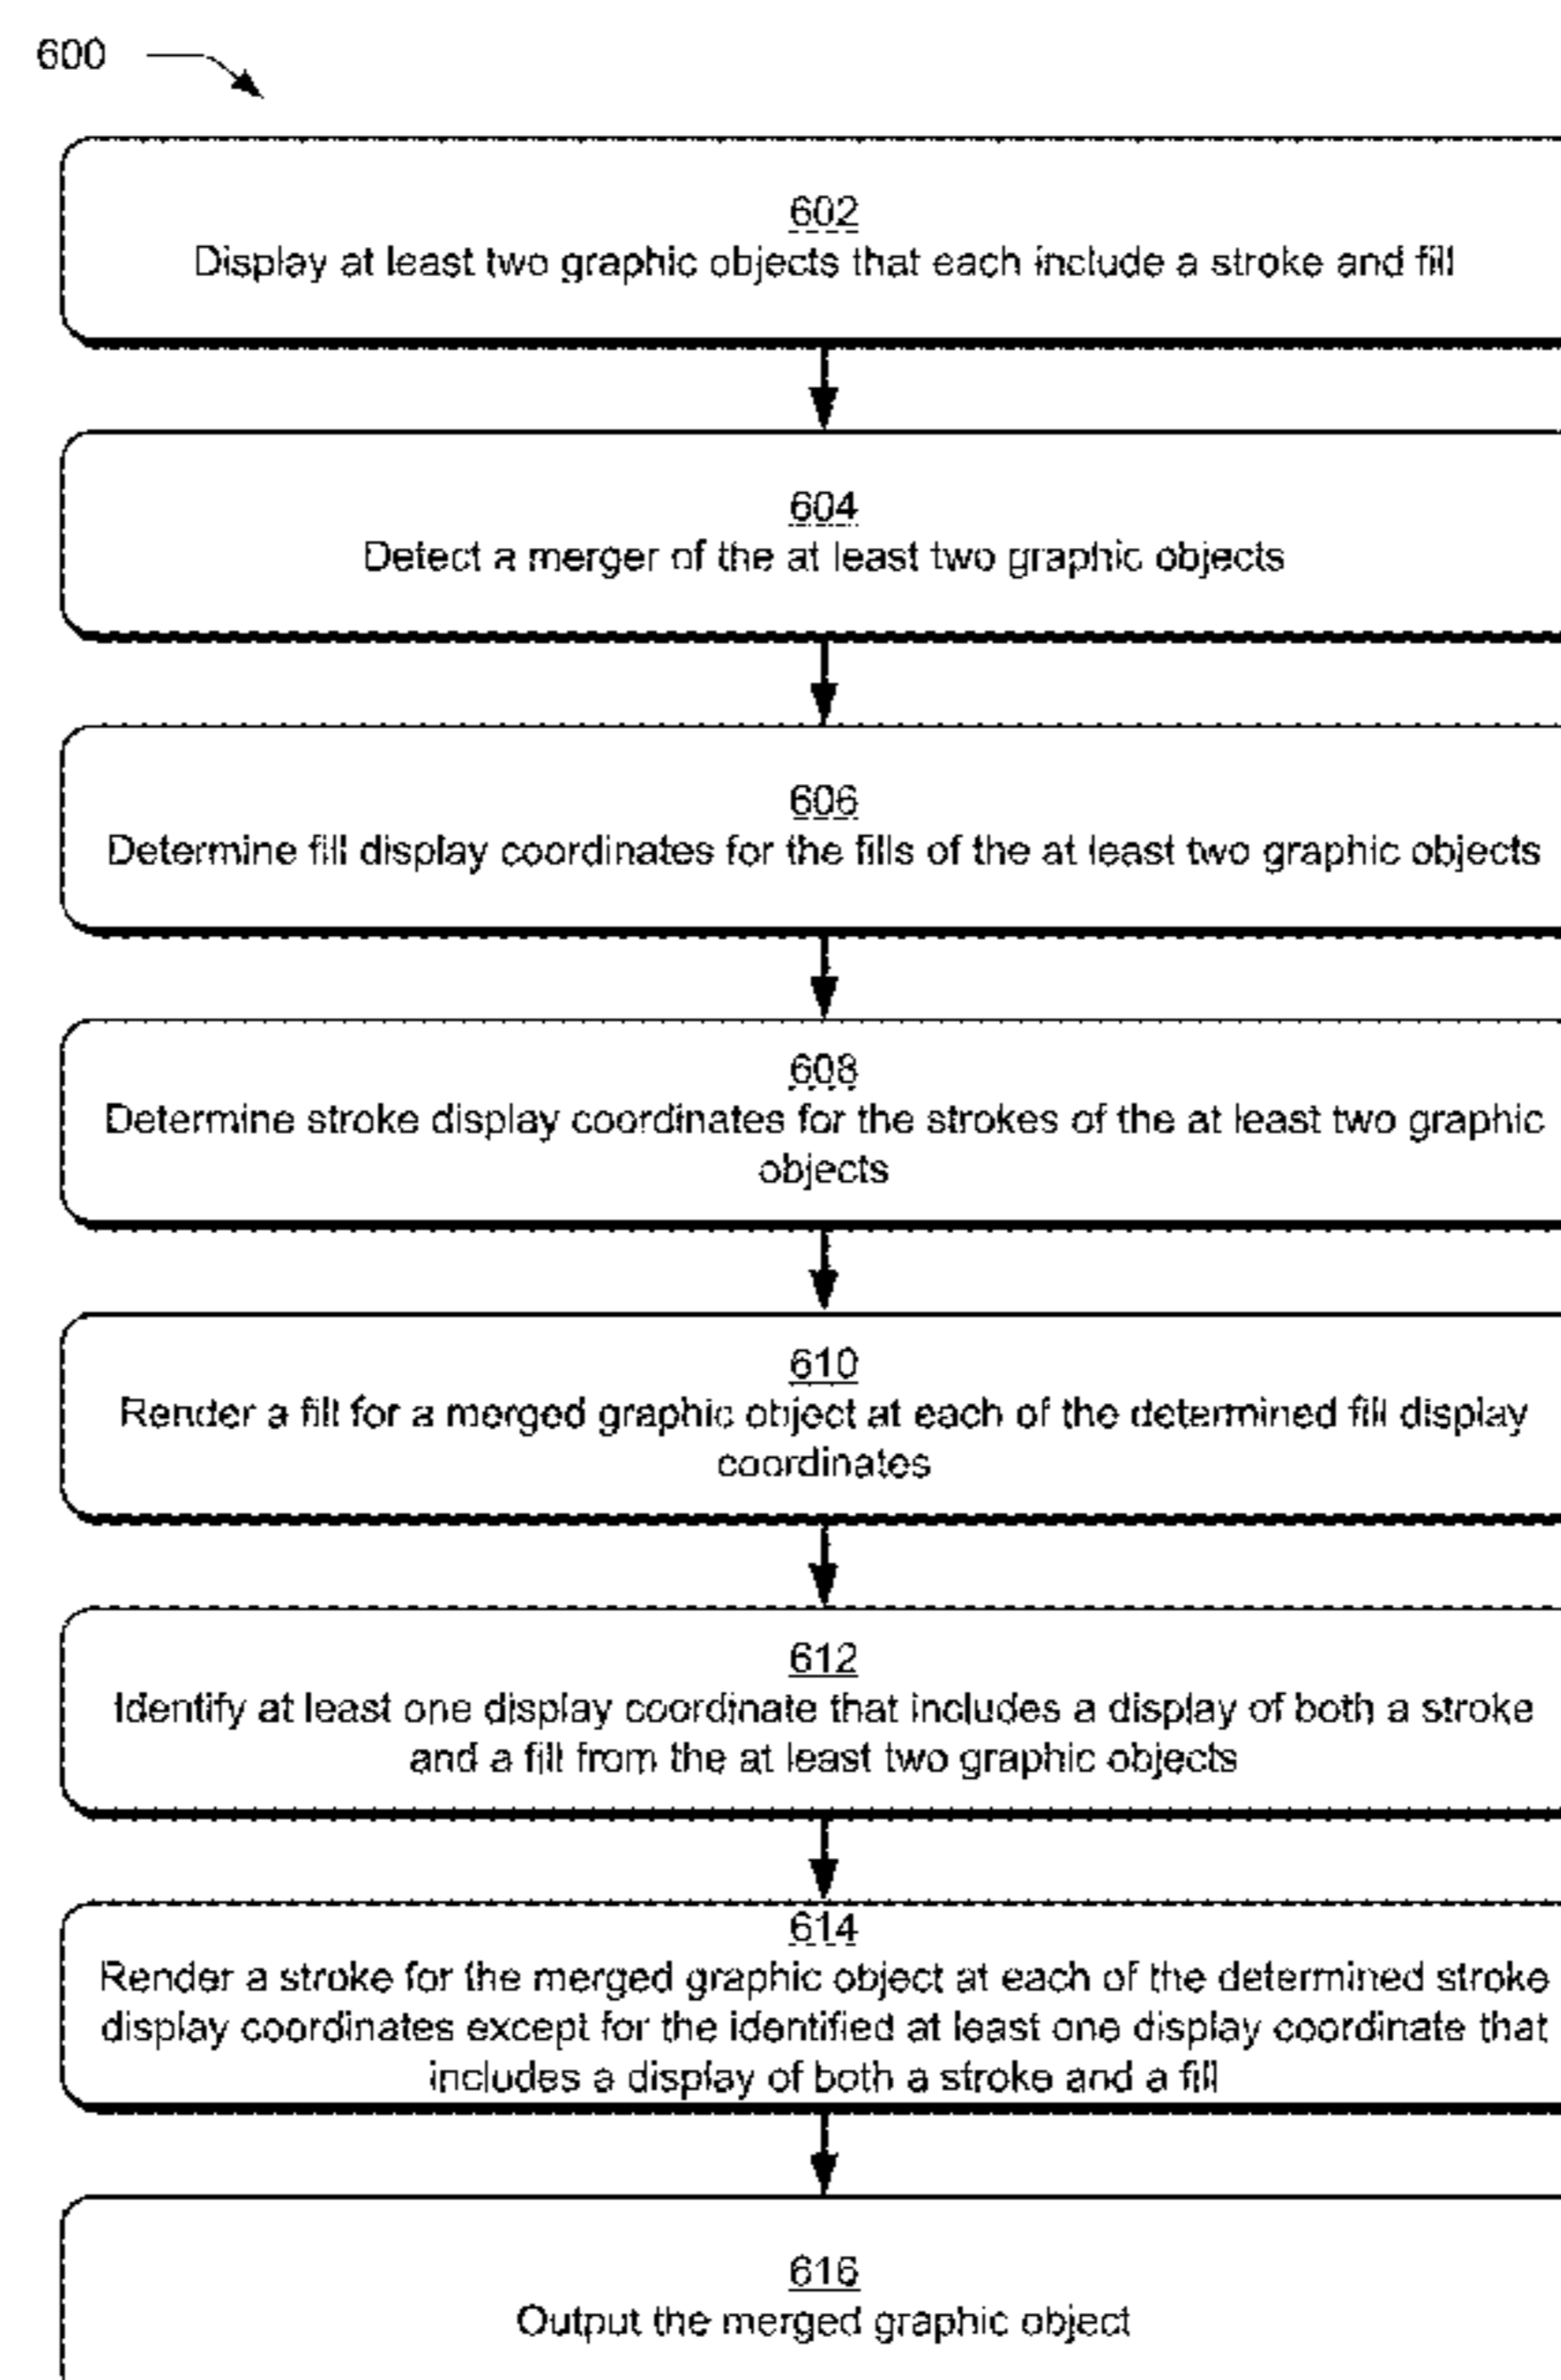 600
602
Display at least two graphic objects that each include a stroke and fill
604
Detect a merger of the at least two graphic objects
606
Determine fill display coordinates for the fills of the at least two graphic objects
608
Determine stroke display coordinates for the strokes of the at least two graphic
objects
610
Render a fill for a merged graphic object at each of the determined fill display
coordinates
612
Identify at least one display coordinate that includes a display of both a stroke
and a fill from the at least two graphic objects
614
Render a stroke for the merged graphic object at each of the determined stroke
display coordinates except for the identified at least one display coordinate that
includes a display of both a stroke and a fill
616
Output the merged graphic object